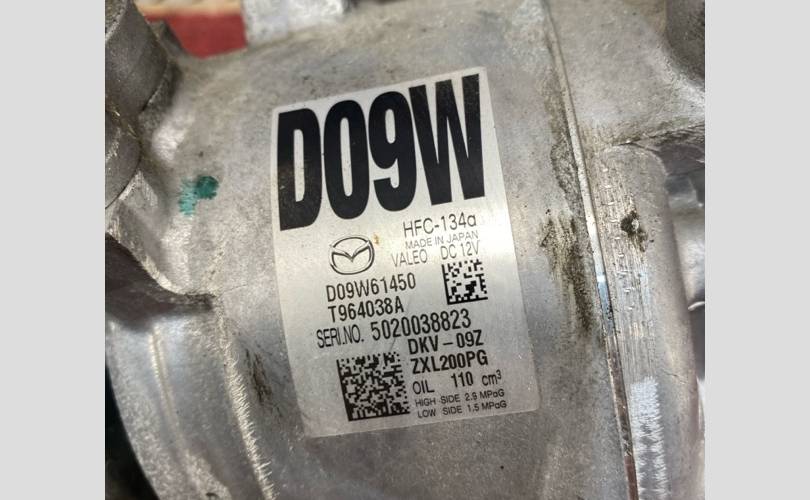 D09W
HFC-134a
MADE IN JAPAN
VALEO DC 12V
D09W61450
T964038A
SERI.NO. 5020038823
DKV-09Z
ZXL200PG
OIL 110 cm³
HIGH SIDE 2.9 MPaG
LOW SIDE 1.5 MPaG